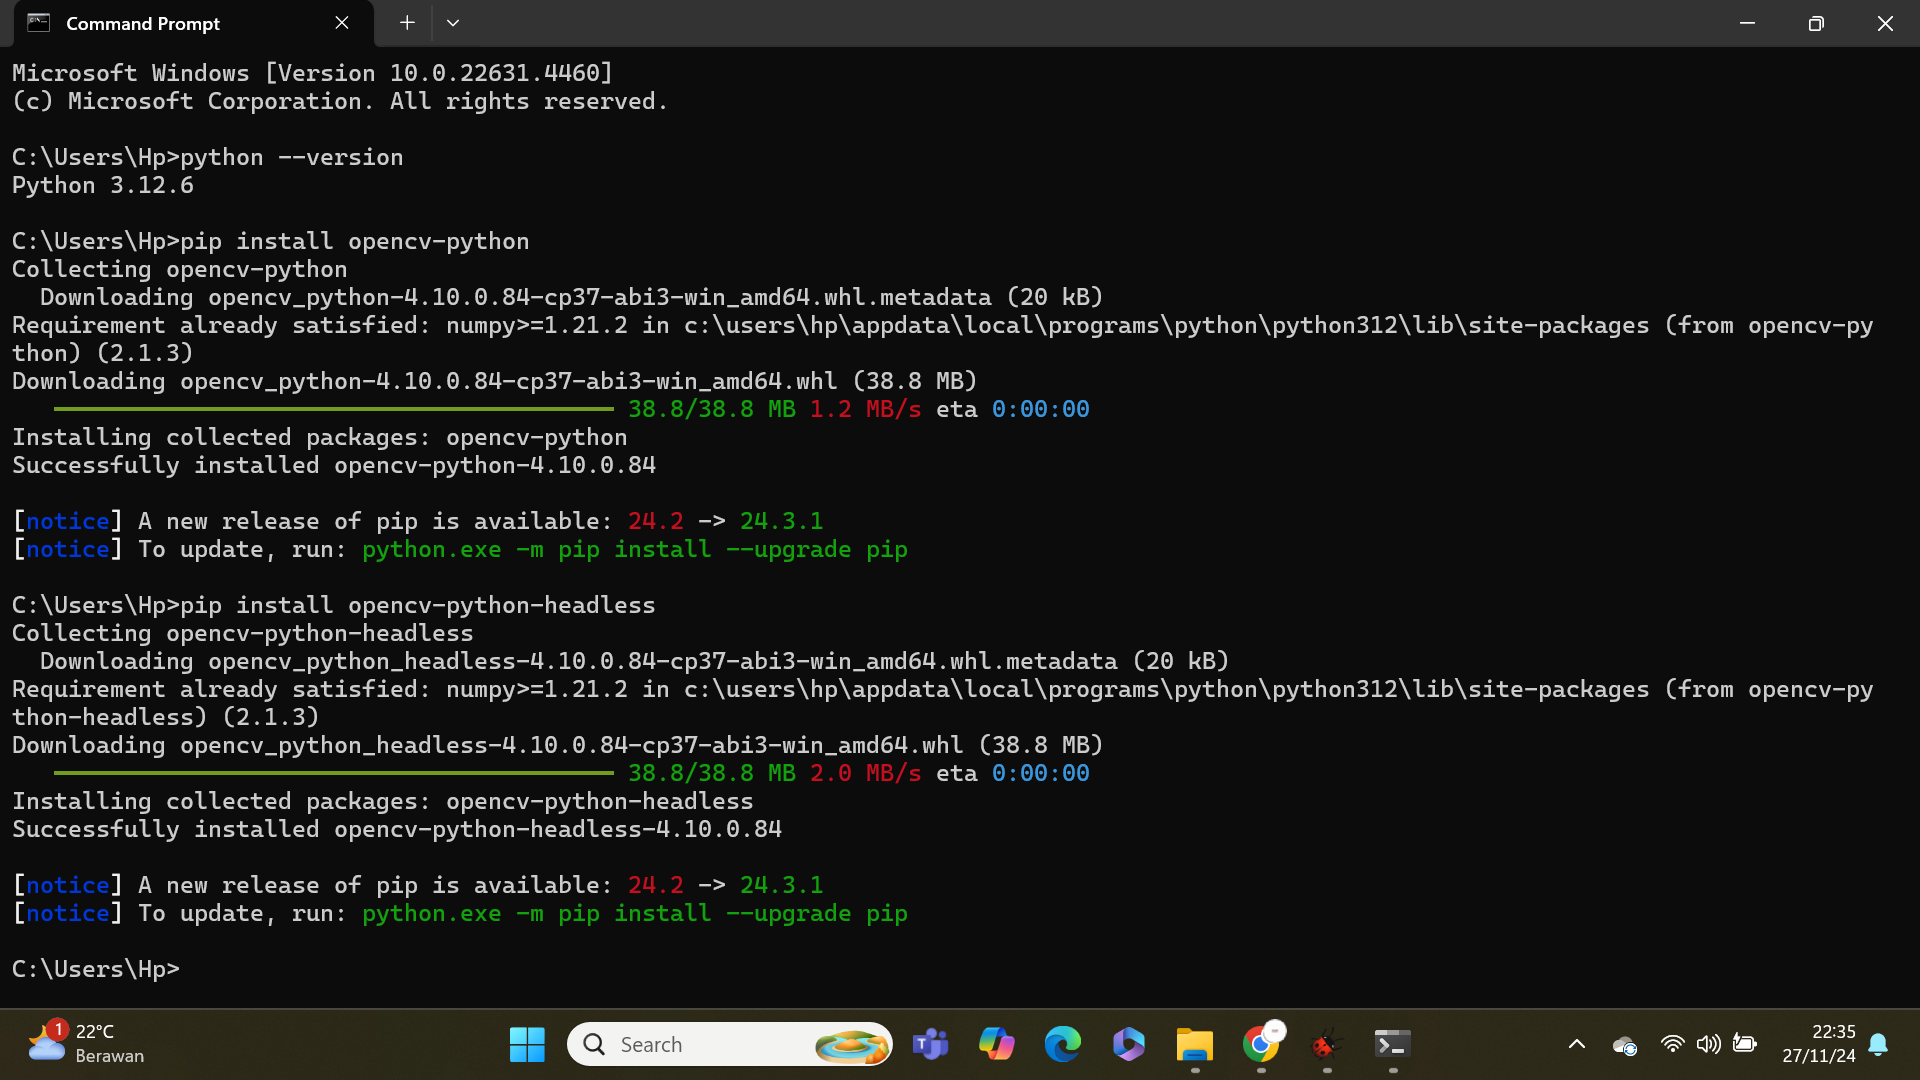 Command Prompt
Microsoft Windows [Version 10.0.22631.4460]
(c) Microsoft Corporation. All rights reserved.
C:\Users\Hp>python --version
Python 3.12.6
C:\Users\Hp>pip install opencv-python
Collecting opencv-python
  Downloading opencv_python-4.10.0.84-cp37-abi3-win_amd64.whl.metadata (20 kB)
Requirement already satisfied: numpy>=1.21.2 in c:\users\hp\appdata\local\programs\python\python312\lib\site-packages (from opencv-py
thon) (2.1.3)
Downloading opencv_python-4.10.0.84-cp37-abi3-win_amd64.whl (38.8 MB)
38.8/38.8 MB 1.2 MB/s eta 0:00:00
Installing collected packages: opencv-python
Successfully installed opencv-python-4.10.0.84
[notice] A new release of pip is available: 24.2 -> 24.3.1
[notice] To update, run: python.exe -m pip install --upgrade pip
C:\Users\Hp>pip install opencv-python-headless
Collecting opencv-python-headless
  Downloading opencv_python_headless-4.10.0.84-cp37-abi3-win_amd64.whl.metadata (20 kB)
Requirement already satisfied: numpy>=1.21.2 in c:\users\hp\appdata\local\programs\python\python312\lib\site-packages (from opencv-py
thon-headless) (2.1.3)
Downloading opencv_python_headless-4.10.0.84-cp37-abi3-win_amd64.whl (38.8 MB)
38.8/38.8 MB 2.0 MB/s eta 0:00:00
Installing collected packages: opencv-python-headless
Successfully installed opencv-python-headless-4.10.0.84
[notice] A new release of pip is available: 24.2 -> 24.3.1
[notice] To update, run: python.exe -m pip install --upgrade pip
C:\Users\Hp>
1
22°C
Berawan
Search
22:35
27/11/24